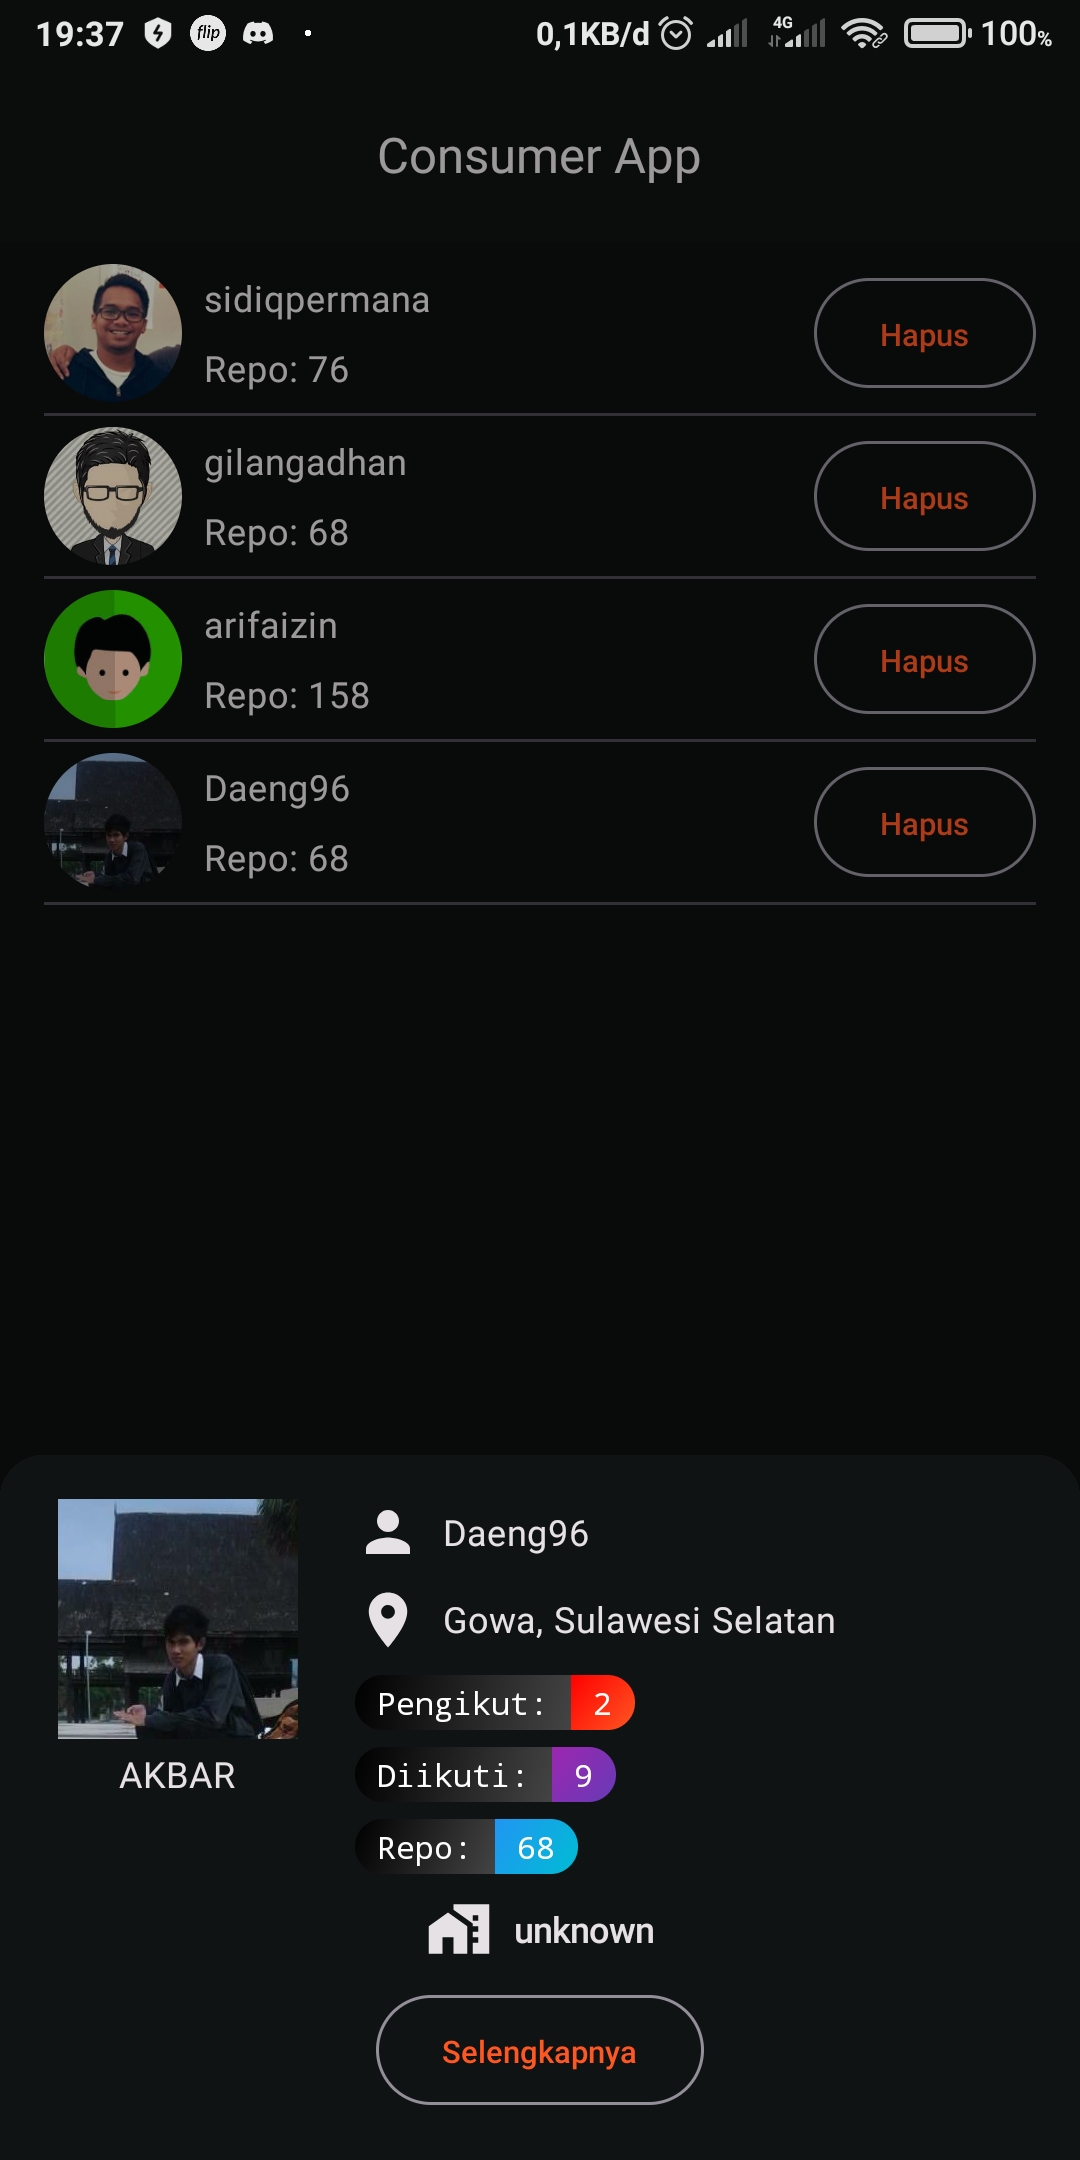 19:37 flip 0,1KB/d 4G 100%
Consumer App
sidiqpermana
Repo: 76
Hapus
gilangadhan
Repo: 68
Hapus
arifaizin
Repo: 158
Hapus
Daeng96
Repo: 68
Hapus
Daeng96
Gowa, Sulawesi Selatan
Pengikut: 2
AKBAR
Diikuti: 9
Repo: 68
unknown
Selengkapnya